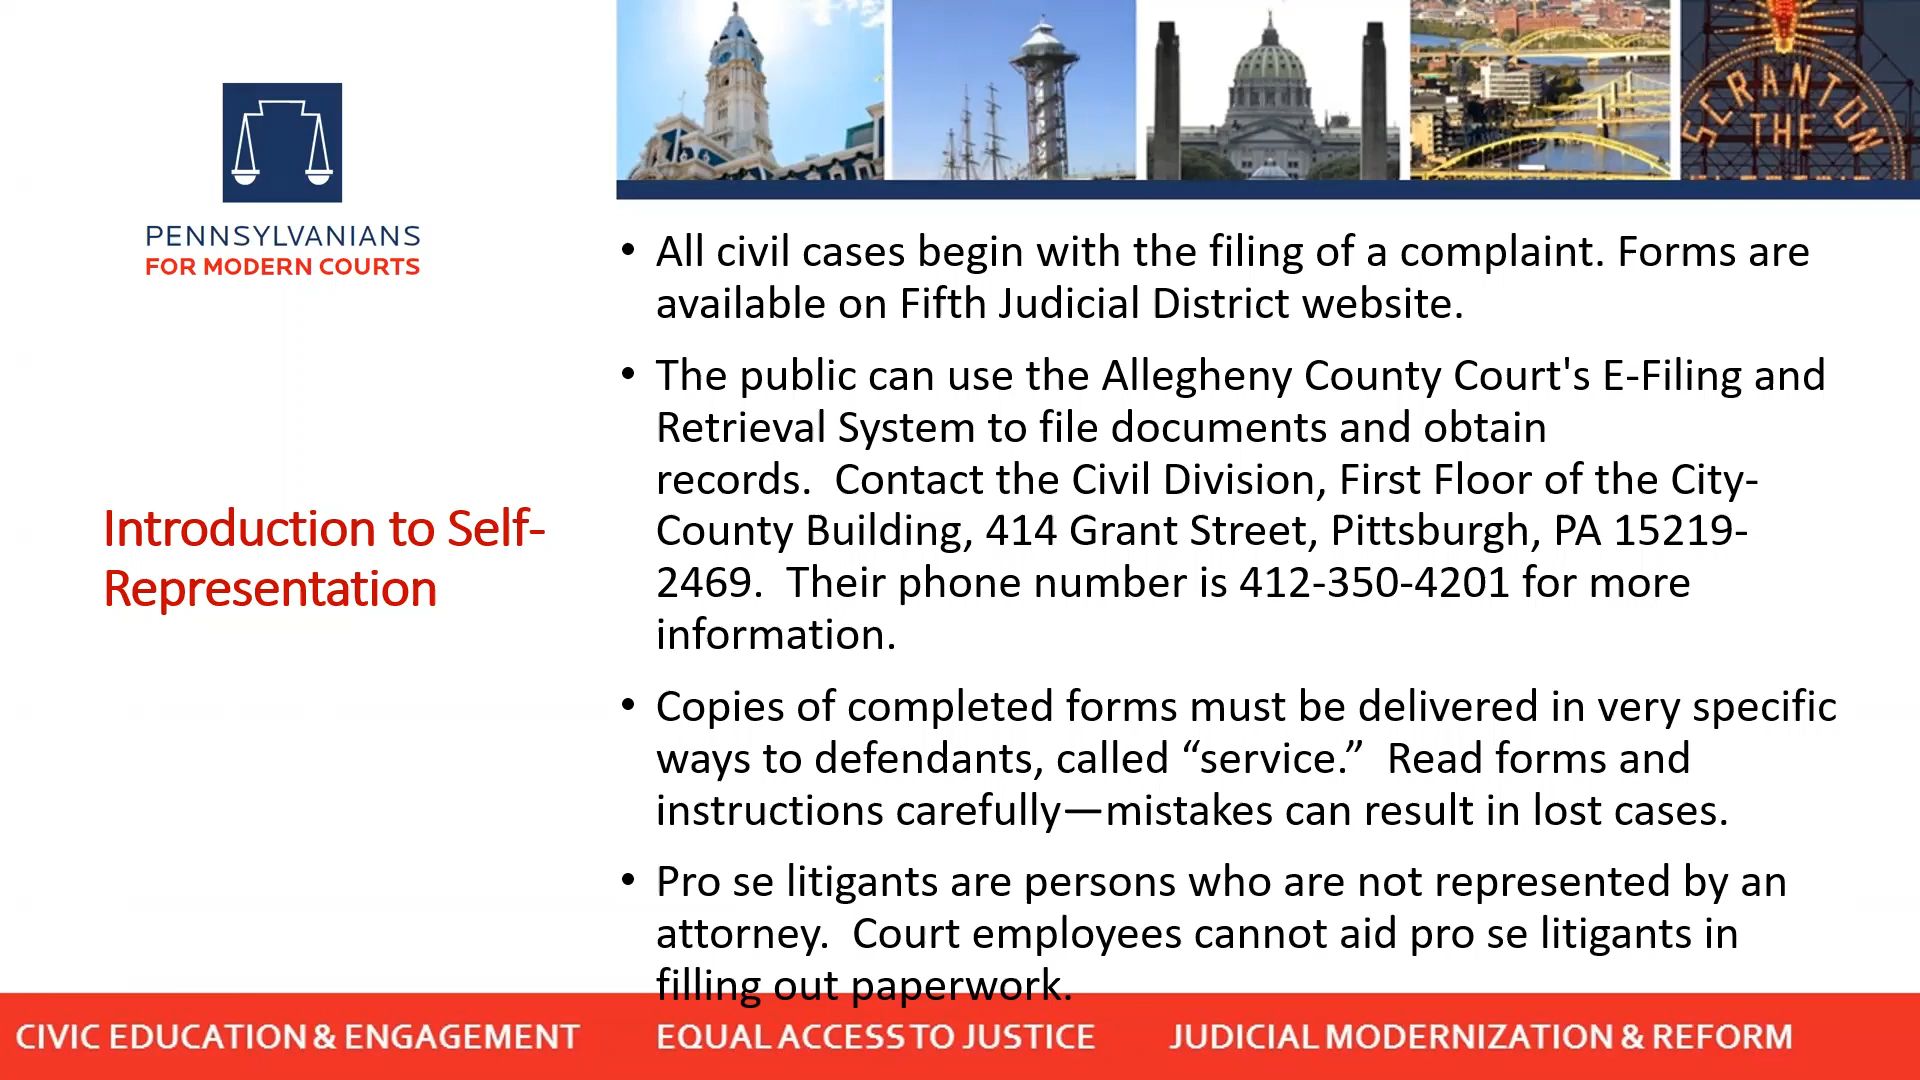 SCRANTON
THE
PENNSYLVANIANS
FOR MODERN COURTS
Introduction to Self-
Representation
• All civil cases begin with the filing of a complaint. Forms are
available on Fifth Judicial District website.
• The public can use the Allegheny County Court's E-Filing and
Retrieval System to file documents and obtain
records.  Contact the Civil Division, First Floor of the City-
County Building, 414 Grant Street, Pittsburgh, PA 15219-
2469.  Their phone number is 412-350-4201 for more
information.
• Copies of completed forms must be delivered in very specific
ways to defendants, called “service.”  Read forms and
instructions carefully—mistakes can result in lost cases.
• Pro se litigants are persons who are not represented by an
attorney.  Court employees cannot aid pro se litigants in
filling out paperwork.
CIVIC EDUCATION & ENGAGEMENT
EQUAL ACCESS TO JUSTICE
JUDICIAL MODERNIZATION & REFORM